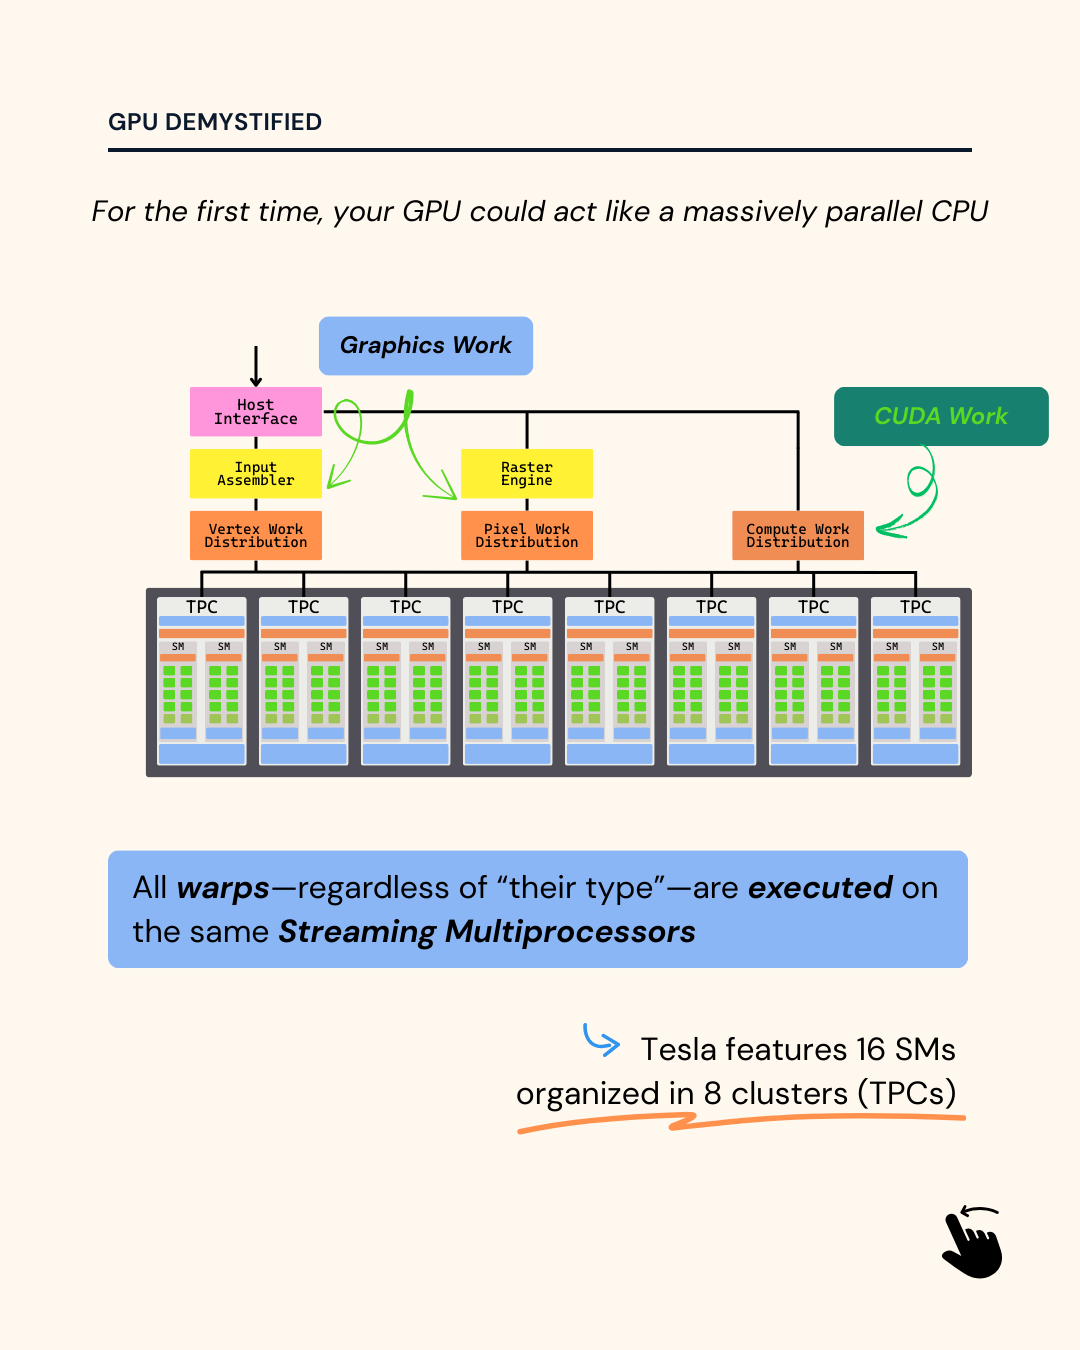 GPU DEMYSTIFIED
For the first time, your GPU could act like a massively parallel CPU
Graphics Work
CUDA Work
Host
Interface
Input
Assembler
Raster
Engine
Vertex Work
Distribution
Pixel Work
Distribution
Compute Work
Distribution
TPC TPC TPC TPC TPC TPC TPC TPC
SM SM SM SM SM SM SM SM SM SM SM SM SM SM SM SM
All warps—regardless of “their type”—are executed on
the same Streaming Multiprocessors
Tesla features 16 SMs
organized in 8 clusters (TPCs)